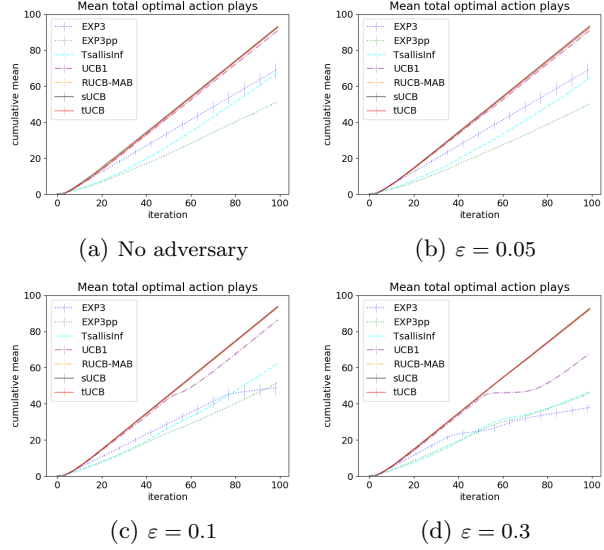 Mean total optimal action plays
100
80
60
40
20
0
cumulative mean
EXP3
EXP3pp
TsallisInf
UCB1
RUCB-MAB
sUCB
tUCB
0 20 40 60 80 100
iteration
(a) No adversary
Mean total optimal action plays
100
80
60
40
20
0
cumulative mean
EXP3
EXP3pp
TsallisInf
UCB1
RUCB-MAB
sUCB
tUCB
0 20 40 60 80 100
iteration
(b) ε = 0.05
Mean total optimal action plays
100
80
60
40
20
0
cumulative mean
EXP3
EXP3pp
TsallisInf
UCB1
RUCB-MAB
sUCB
tUCB
0 20 40 60 80 100
iteration
(c) ε = 0.1
Mean total optimal action plays
100
80
60
40
20
0
cumulative mean
EXP3
EXP3pp
TsallisInf
UCB1
RUCB-MAB
sUCB
tUCB
0 20 40 60 80 100
iteration
(d) ε = 0.3